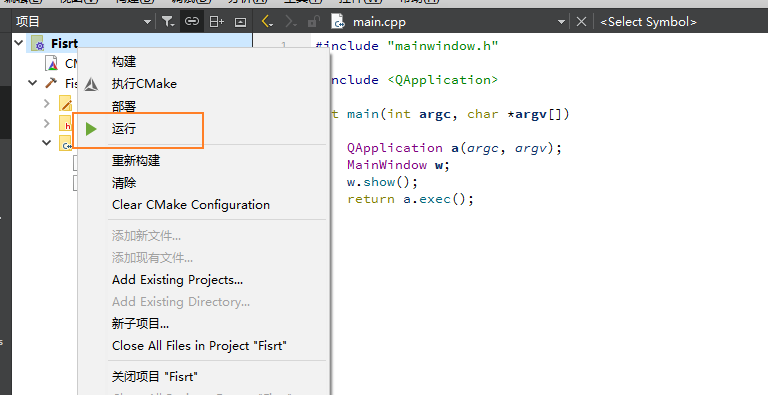 项目
main.cpp
<Select Symbol>
Fisrt
构建
执行CMake
部署
运行
重新构建
清除
Clear CMake Configuration
添加新文件...
添加现有文件...
Add Existing Projects...
Add Existing Directory...
新子项目...
Close All Files in Project "Fisrt"
关闭项目 "Fisrt"
1
#include "mainwindow.h"
include <QApplication>
t main(int argc, char *argv[])
QApplication a(argc, argv);
MainWindow w;
w.show();
return a.exec();